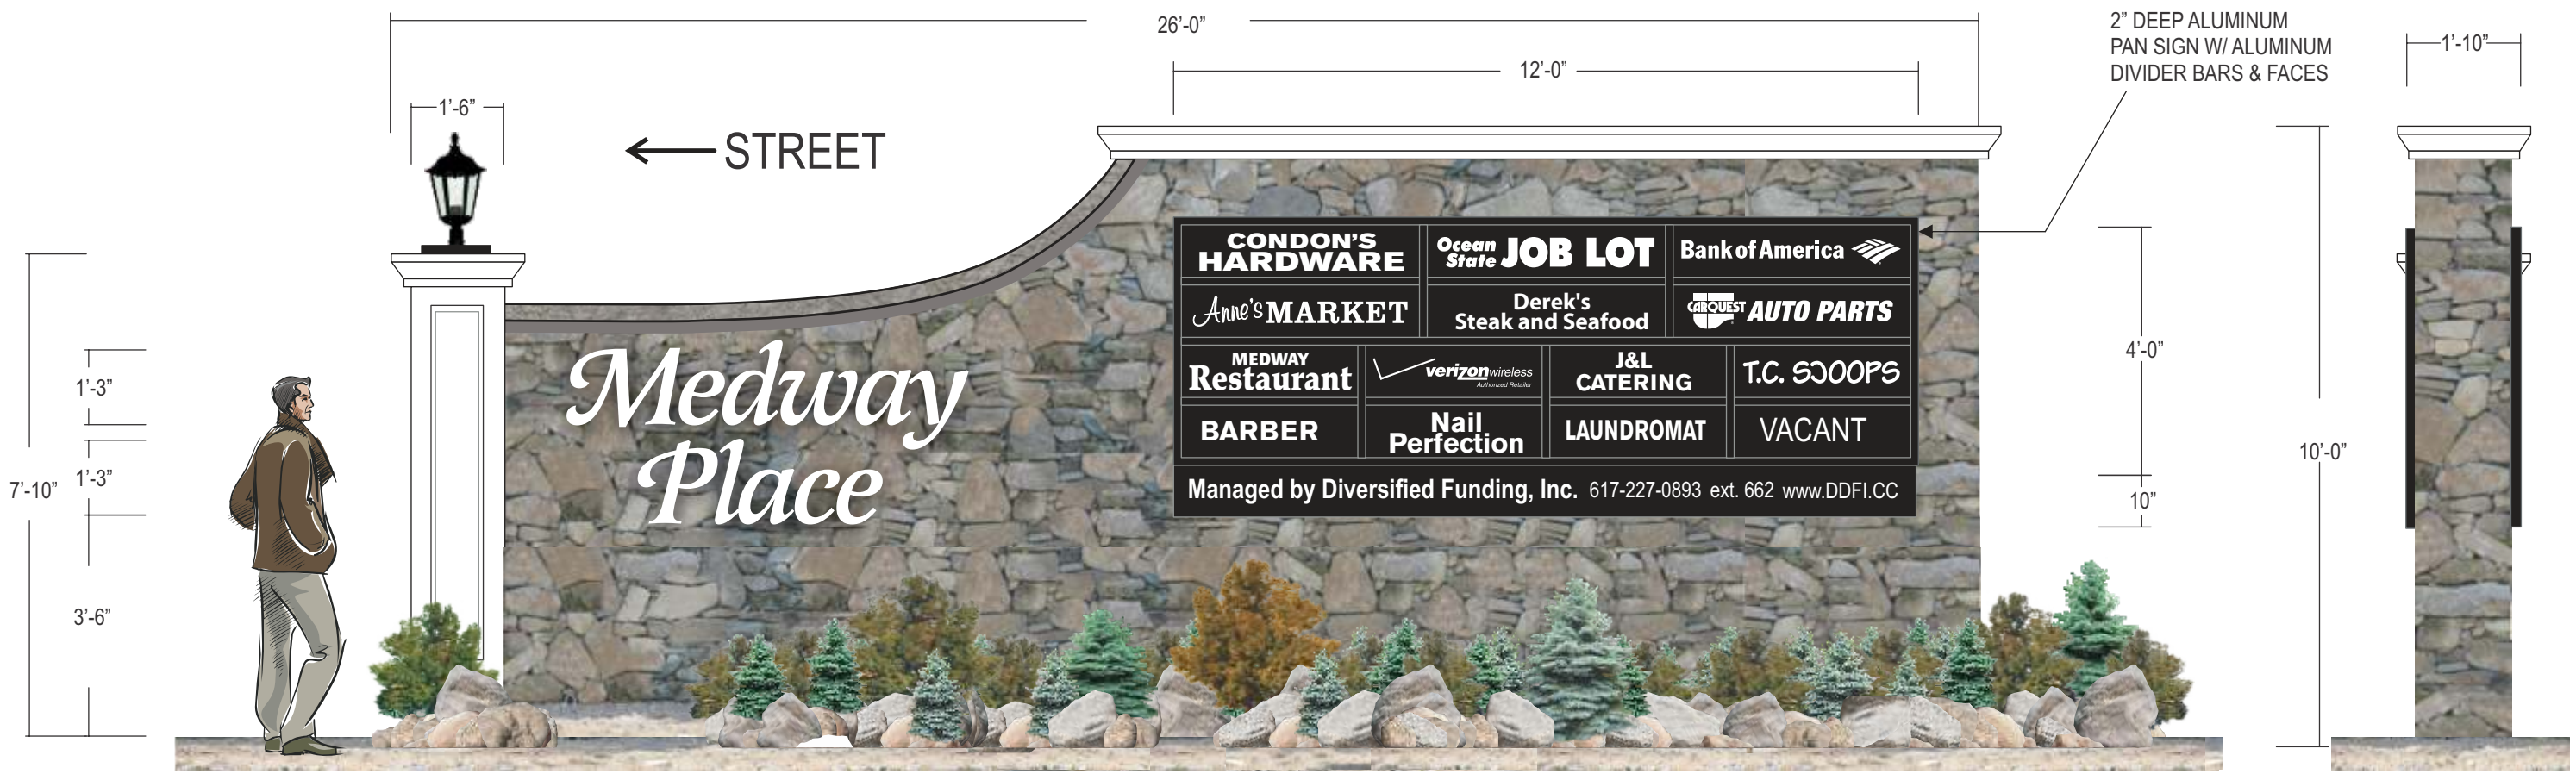 26’-0”
12’-0”
2” DEEP ALUMINUM
PAN SIGN W/ ALUMINUM
DIVIDER BARS & FACES
1’-10”
1’-6”
STREET
CONDON’S
HARDWARE
Ocean
State JOB LOT
Bank of America
Anne’s MARKET
Derek's
Steak and Seafood
CARQUEST AUTO PARTS
MEDWAY
Restaurant
verizonwireless
Authorized Retailer
J&L
CATERING
T.C. SCOOPS
BARBER
Nail
Perfection
LAUNDROMAT
VACANT
Managed by Diversified Funding, Inc. 617-227-0893 ext. 662 www.DDFI.CC
Medway
Place
7’-10”
1’-3”
1’-3”
3’-6”
4’-0”
10”
10’-0”